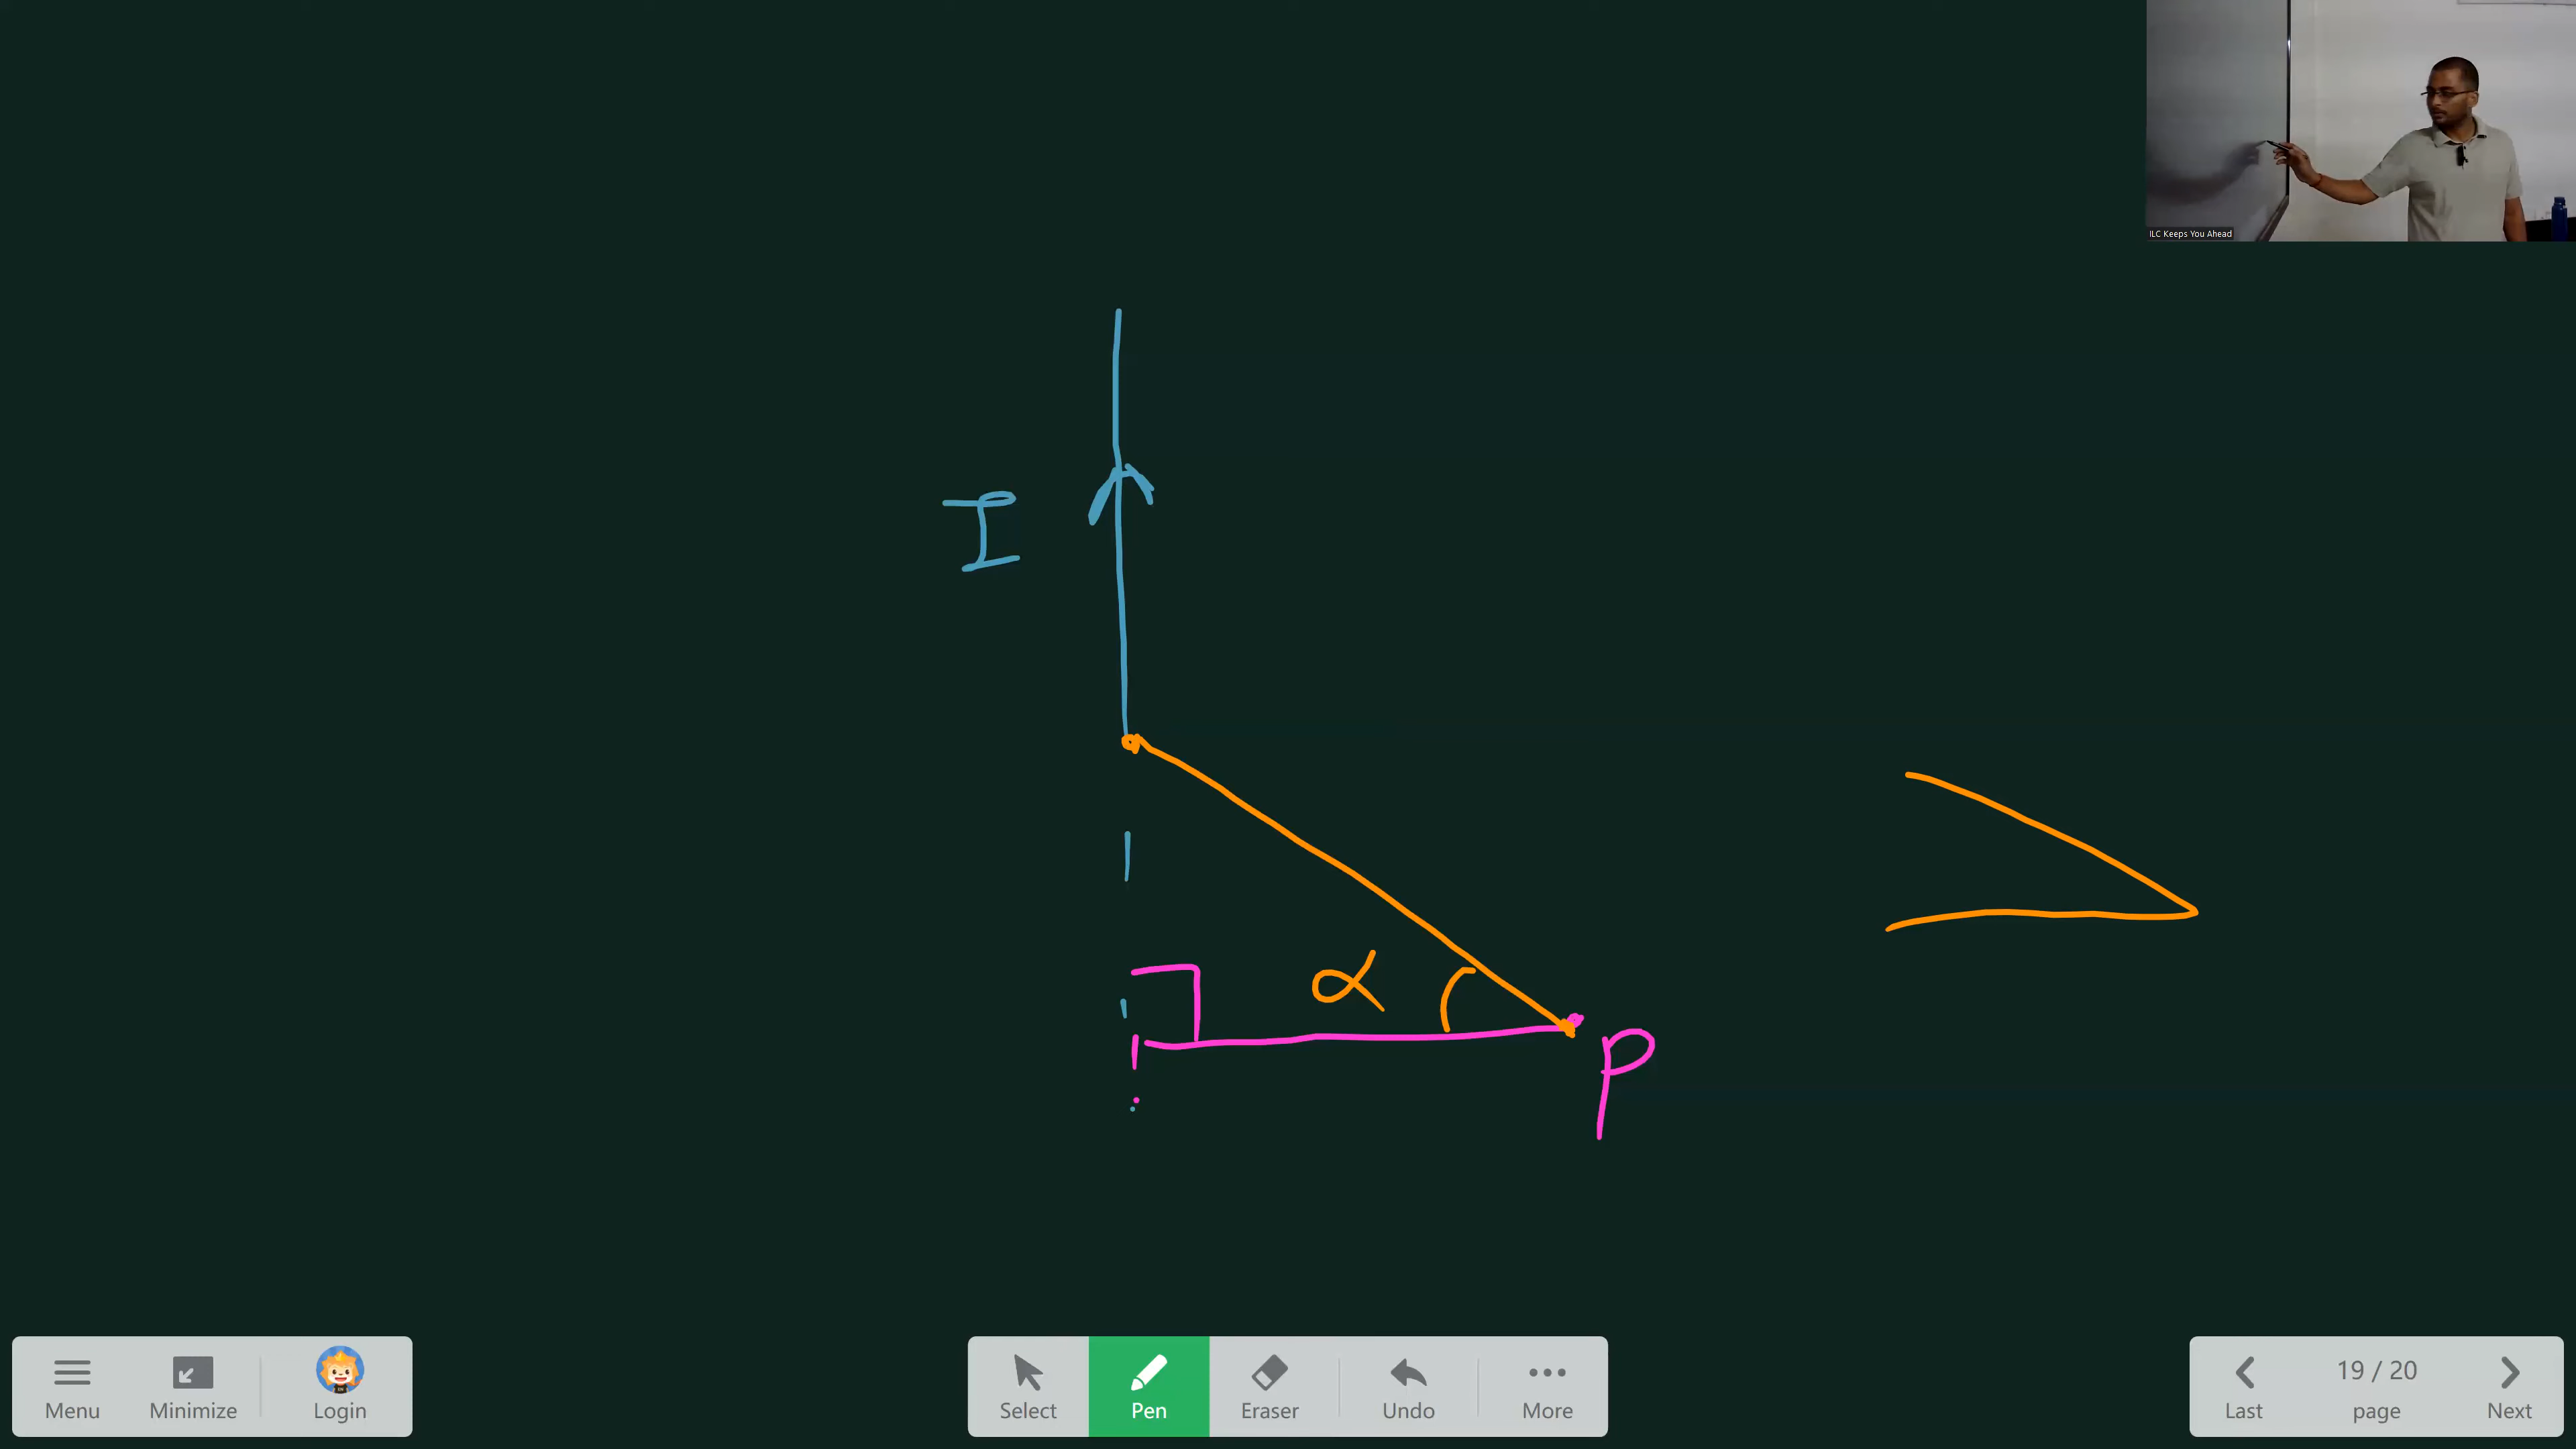 ILC Keeps You Ahead
I
α
P
Menu
Minimize
Login
Select
Pen
Eraser
Undo
More
Last
19 / 20
page
Next